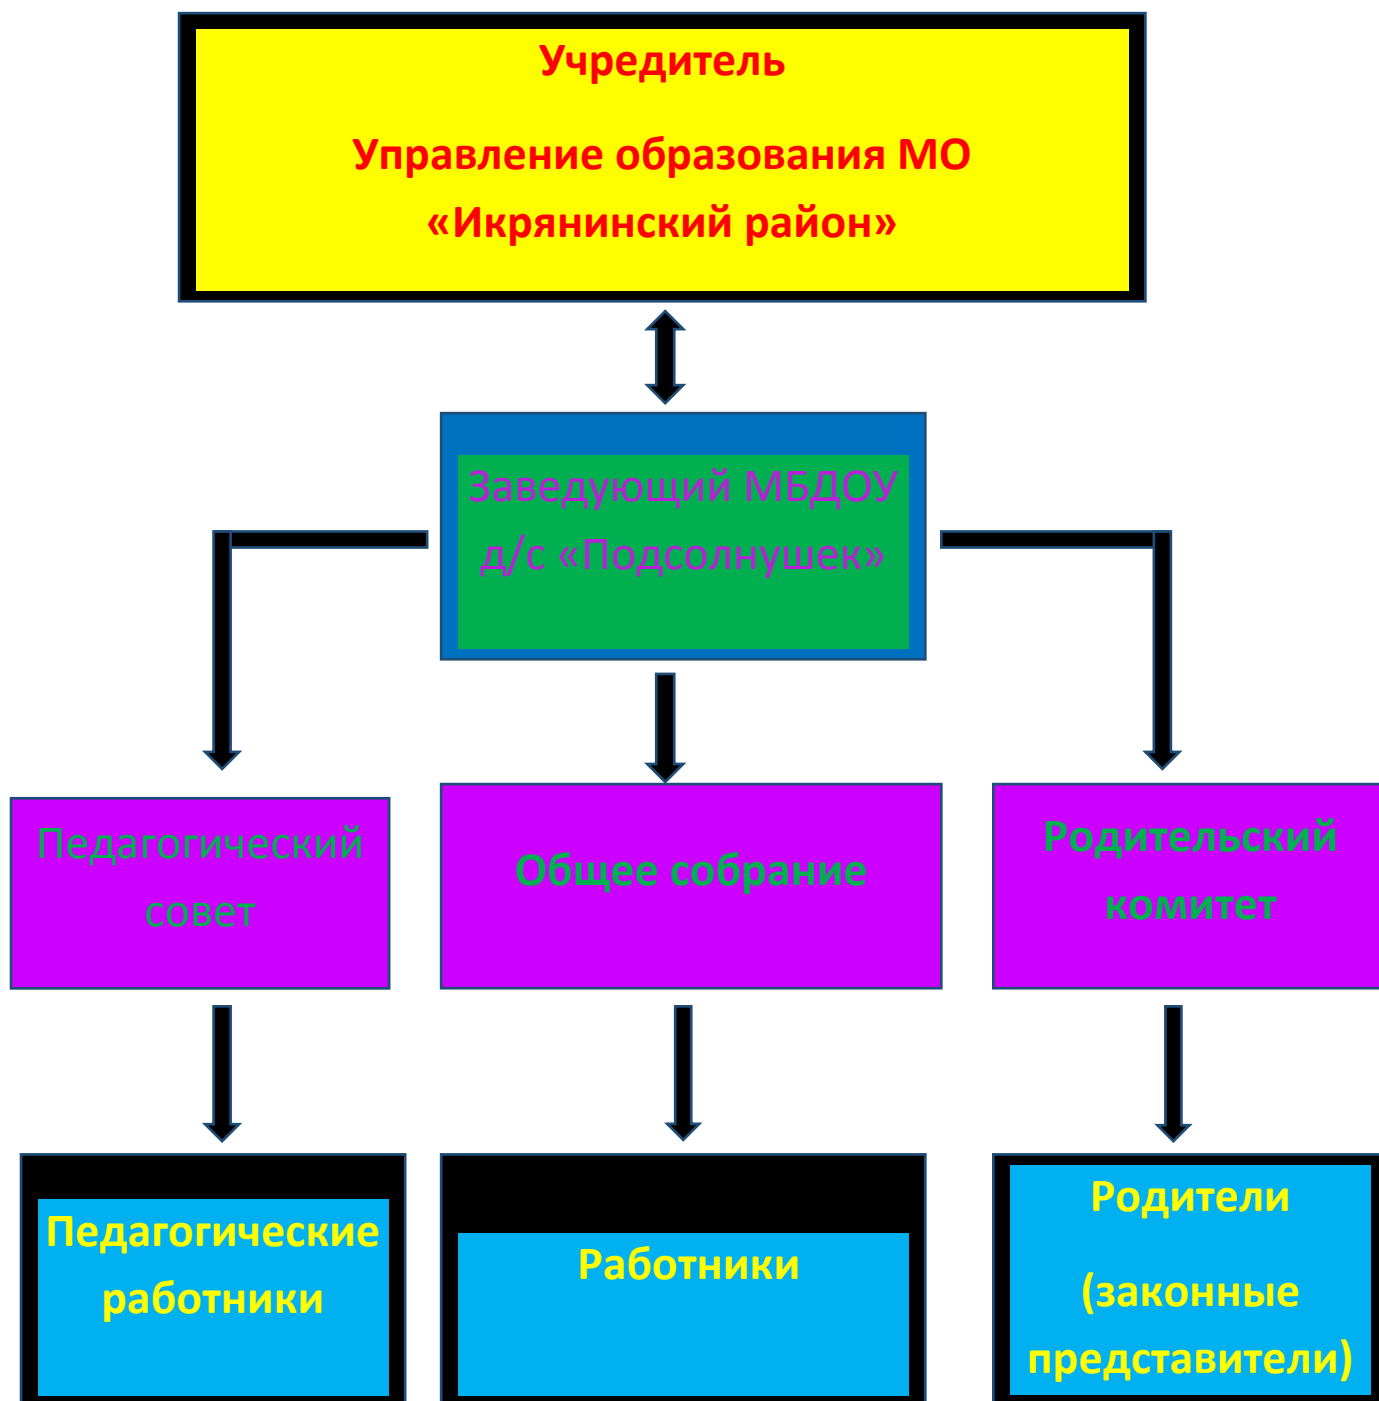 Учредитель
Управление образования МО
«Икрянинский район»
Заведующий МБДОУ
д/с «Подсолнушек»
Педагогический
совет
Общее собрание
Родительский
комитет
Педагогические
работники
Работники
Родители
(законные
представители)